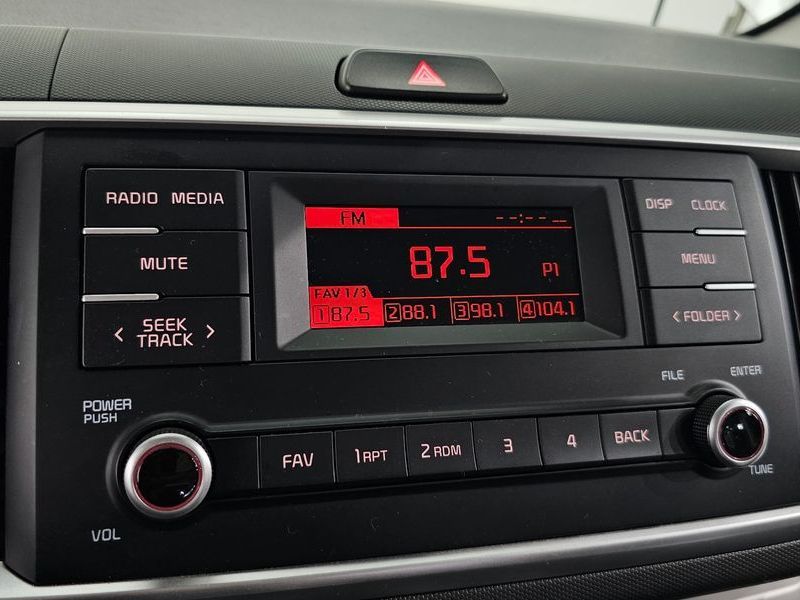 RADIO MEDIA
MUTE
< SEEK >
TRACK
FM
--:-- --
87.5 P1
FAV 1/3
1 87.5 2 88.1 3 98.1 4 104.1
DISP CLOCK
MENU
< FOLDER >
POWER
PUSH
VOL
FAV
1 RPT
2 RDM
3
4
BACK
FILE
ENTER
TUNE